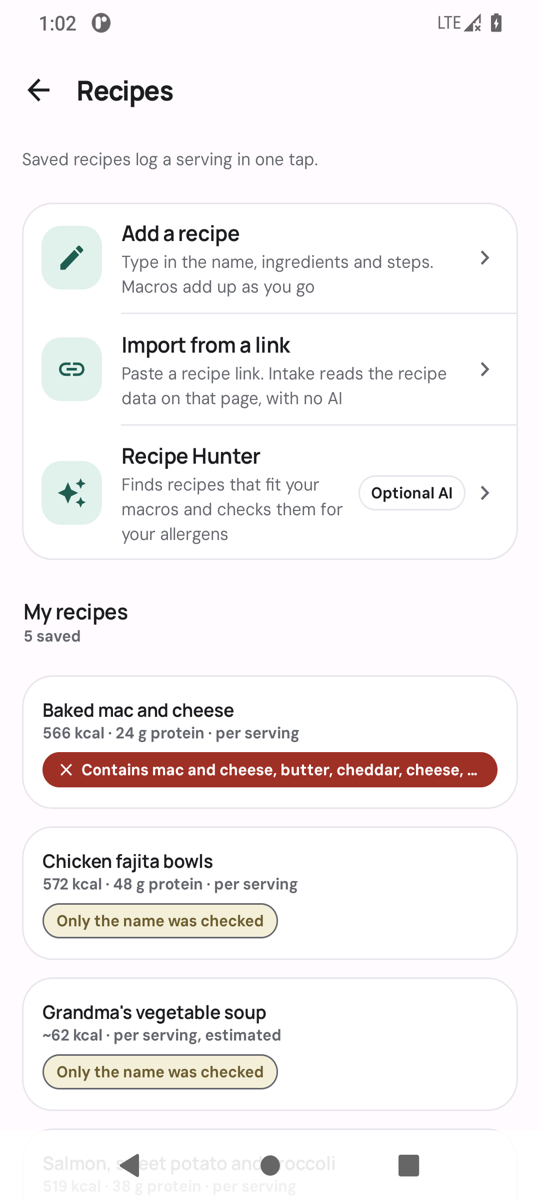 1:02
LTE
Recipes
Saved recipes log a serving in one tap.
Add a recipe
Type in the name, ingredients and steps.
Macros add up as you go
Import from a link
Paste a recipe link. Intake reads the recipe
data on that page, with no AI
Recipe Hunter
Finds recipes that fit your
macros and checks them for
your allergens
Optional AI
My recipes
5 saved
Baked mac and cheese
566 kcal · 24 g protein · per serving
Contains mac and cheese, butter, cheddar, cheese, …
Chicken fajita bowls
572 kcal · 48 g protein · per serving
Only the name was checked
Grandma's vegetable soup
~62 kcal · per serving, estimated
Only the name was checked
Salmon, sweet potato and broccoli
519 kcal · 38 g protein · per serving